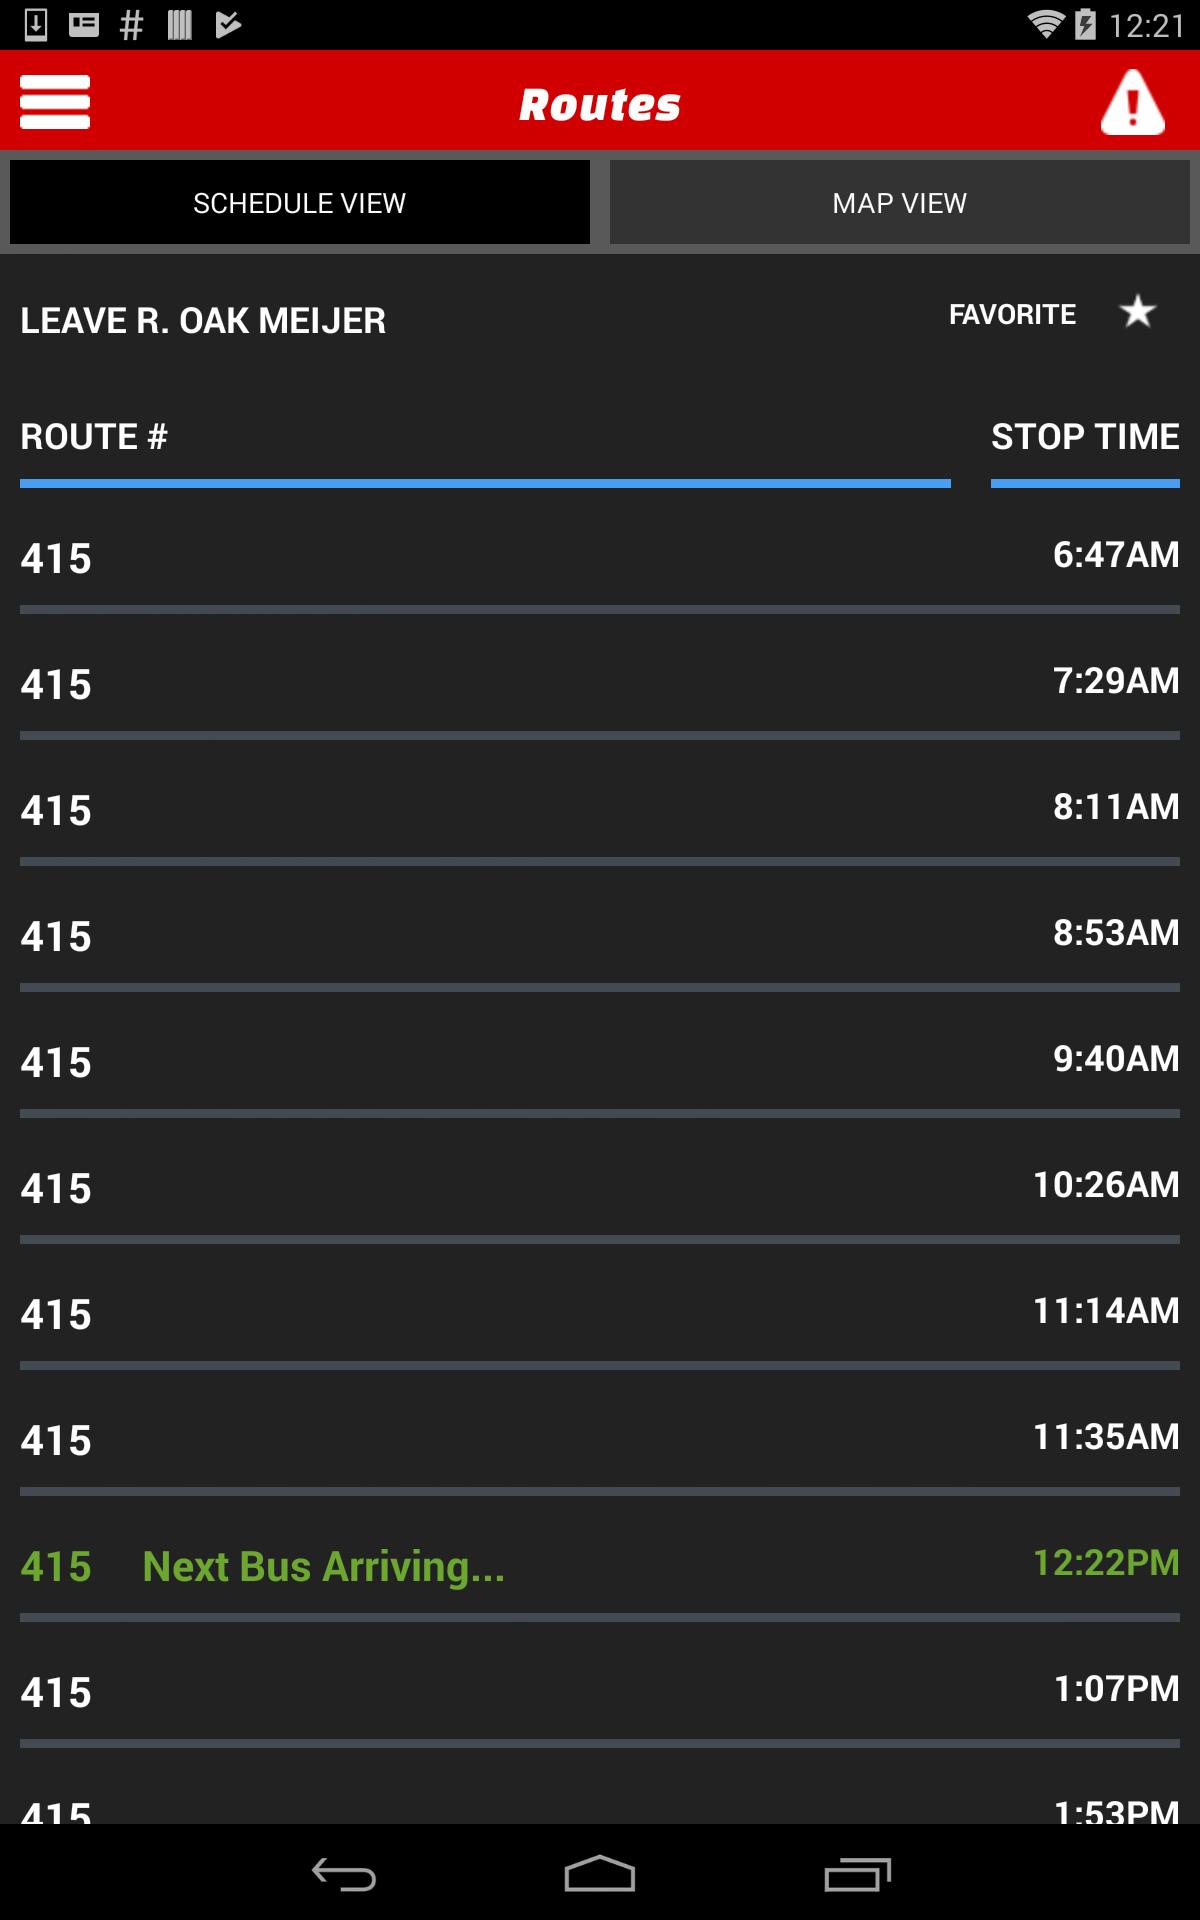 12:21
Routes
SCHEDULE VIEW
MAP VIEW
LEAVE R. OAK MEIJER
FAVORITE
ROUTE #
STOP TIME
415 6:47AM
415 7:29AM
415 8:11AM
415 8:53AM
415 9:40AM
415 10:26AM
415 11:14AM
415 11:35AM
415 Next Bus Arriving... 12:22PM
415 1:07PM
415 1:53PM